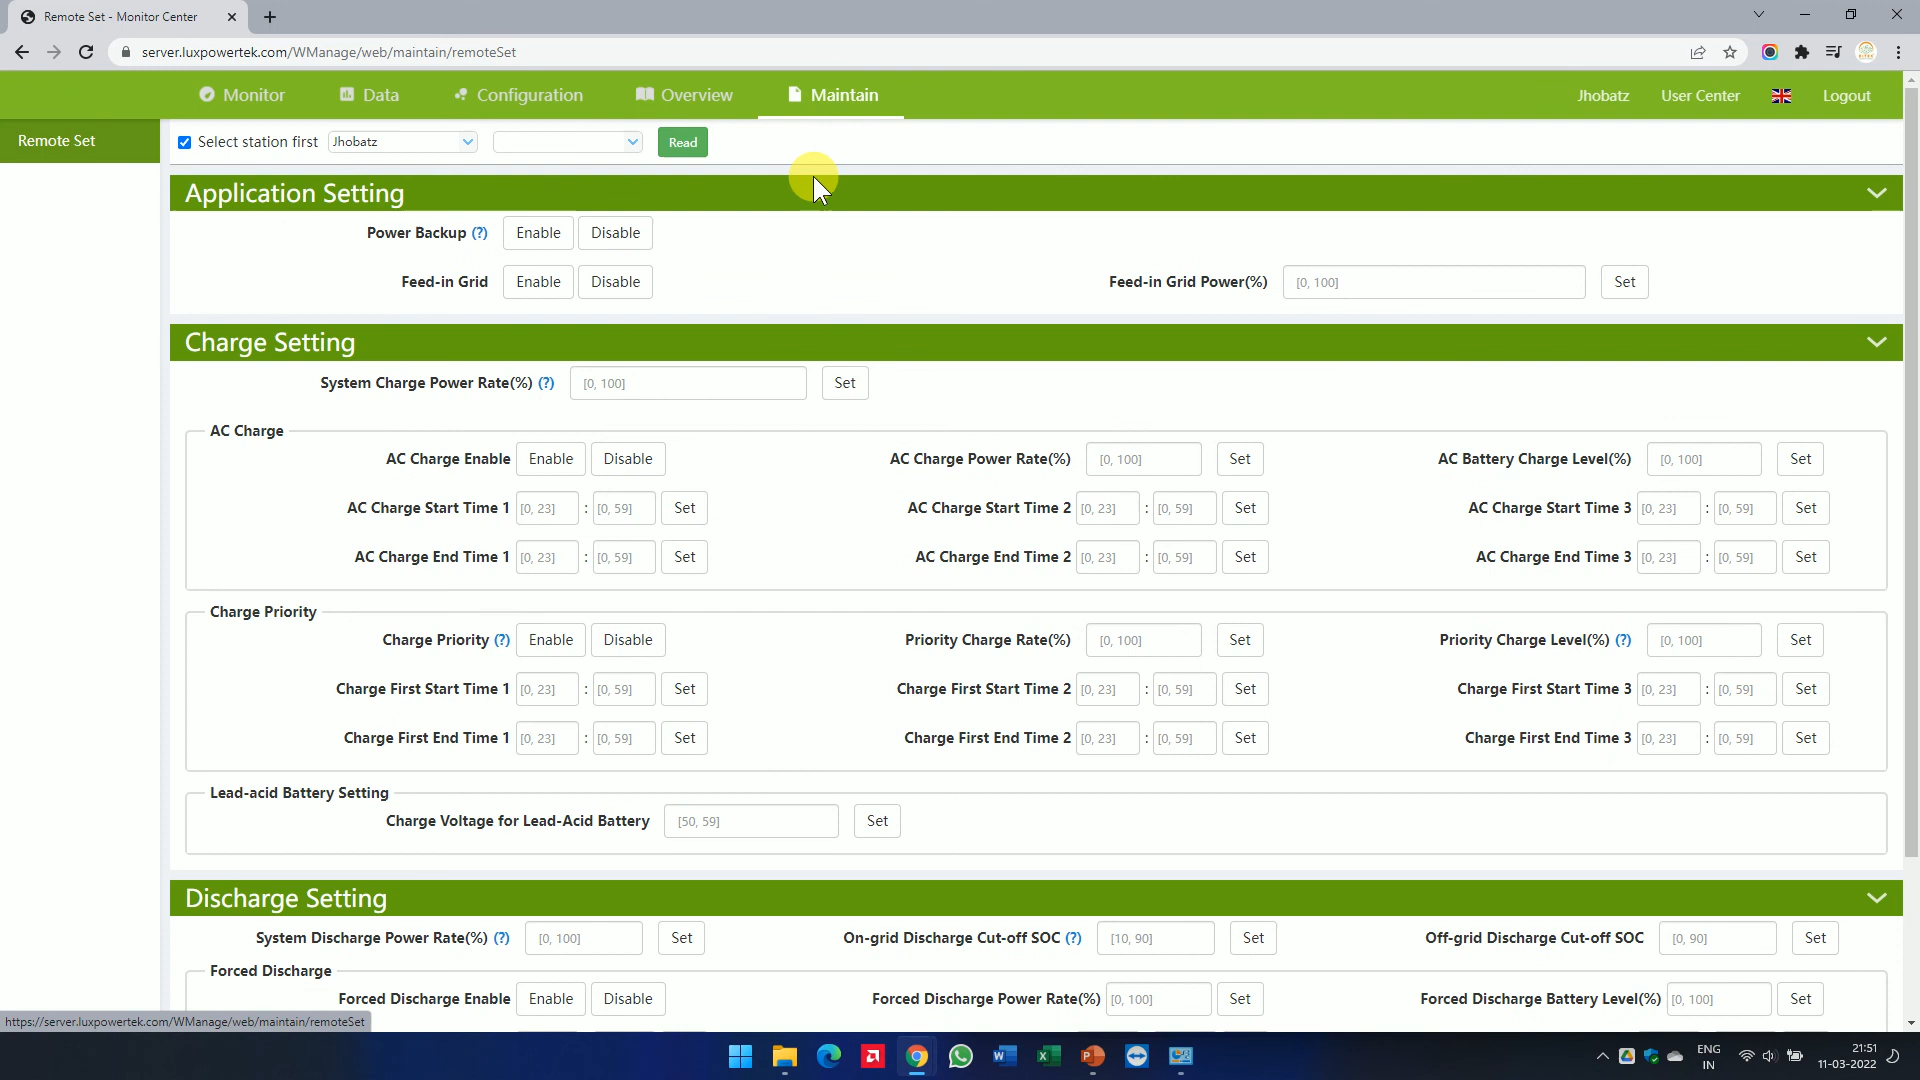 Remote Set - Monitor Center
server.luxpowertek.com/WManage/web/maintain/remoteSet
Monitor Data Configuration Overview Maintain Jhobatz User Center Logout
Remote Set
Select station first Jhobatz Read
Application Setting
Power Backup (?) Enable Disable
Feed-in Grid Enable Disable Feed-in Grid Power(%) [0, 100] Set
Charge Setting
System Charge Power Rate(%) (?) [0, 100] Set
AC Charge
AC Charge Enable Enable Disable AC Charge Power Rate(%) [0, 100] Set AC Battery Charge Level(%) [0, 100] Set
AC Charge Start Time 1 [0, 23] : [0, 59] Set AC Charge Start Time 2 [0, 23] : [0, 59] Set AC Charge Start Time 3 [0, 23] : [0, 59] Set
AC Charge End Time 1 [0, 23] : [0, 59] Set AC Charge End Time 2 [0, 23] : [0, 59] Set AC Charge End Time 3 [0, 23] : [0, 59] Set
Charge Priority
Charge Priority (?) Enable Disable Priority Charge Rate(%) [0, 100] Set Priority Charge Level(%) (?) [0, 100] Set
Charge First Start Time 1 [0, 23] : [0, 59] Set Charge First Start Time 2 [0, 23] : [0, 59] Set Charge First Start Time 3 [0, 23] : [0, 59] Set
Charge First End Time 1 [0, 23] : [0, 59] Set Charge First End Time 2 [0, 23] : [0, 59] Set Charge First End Time 3 [0, 23] : [0, 59] Set
Lead-acid Battery Setting
Charge Voltage for Lead-Acid Battery [50, 59] Set
Discharge Setting
System Discharge Power Rate(%) (?) [0, 100] Set On-grid Discharge Cut-off SOC (?) [10, 90] Set Off-grid Discharge Cut-off SOC [0, 90] Set
Forced Discharge
Forced Discharge Enable Enable Disable Forced Discharge Power Rate(%) [0, 100] Set Forced Discharge Battery Level(%) [0, 100] Set
https://server.luxpowertek.com/WManage/web/maintain/remoteSet
ENG
IN
21:51
11-03-2022